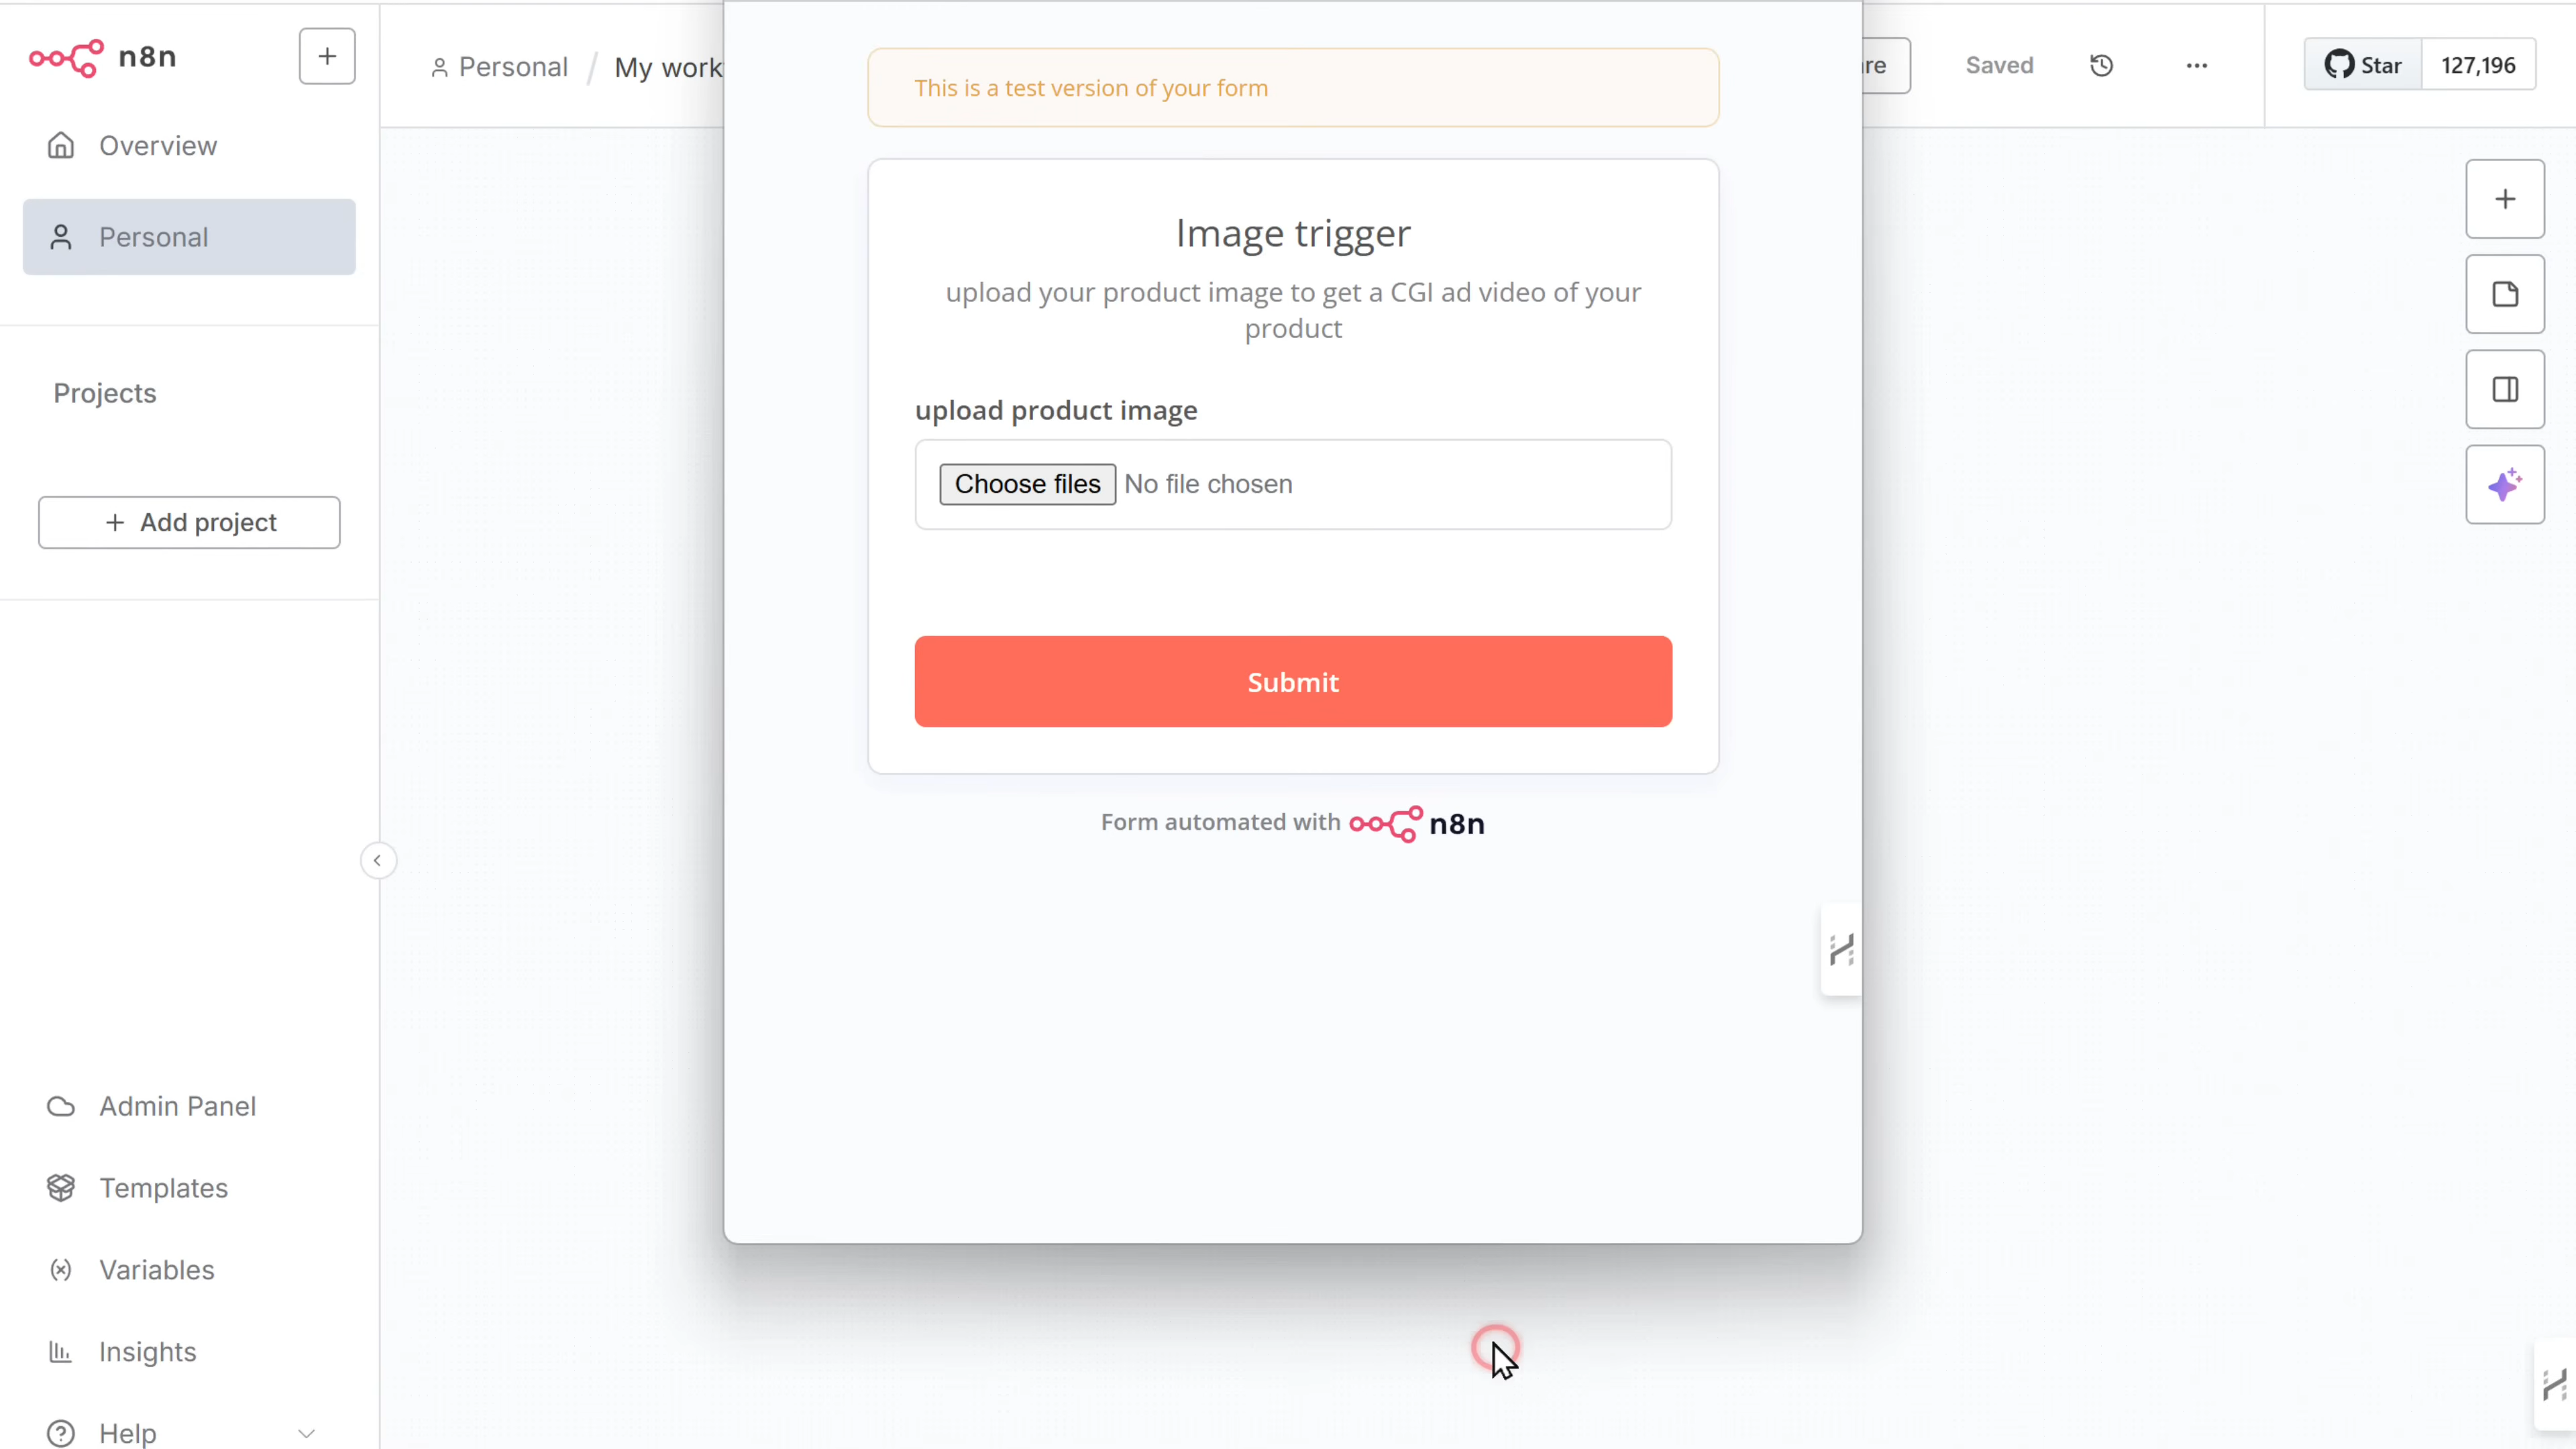 n8n
Overview
Personal
Projects
Add project
Admin Panel
Templates
Variables
Insights
Help
Personal / My work
Saved
Star 127,196
This is a test version of your form
Image trigger
upload your product image to get a CGI ad video of your
product
upload product image
Choose files No file chosen
Submit
Form automated with n8n